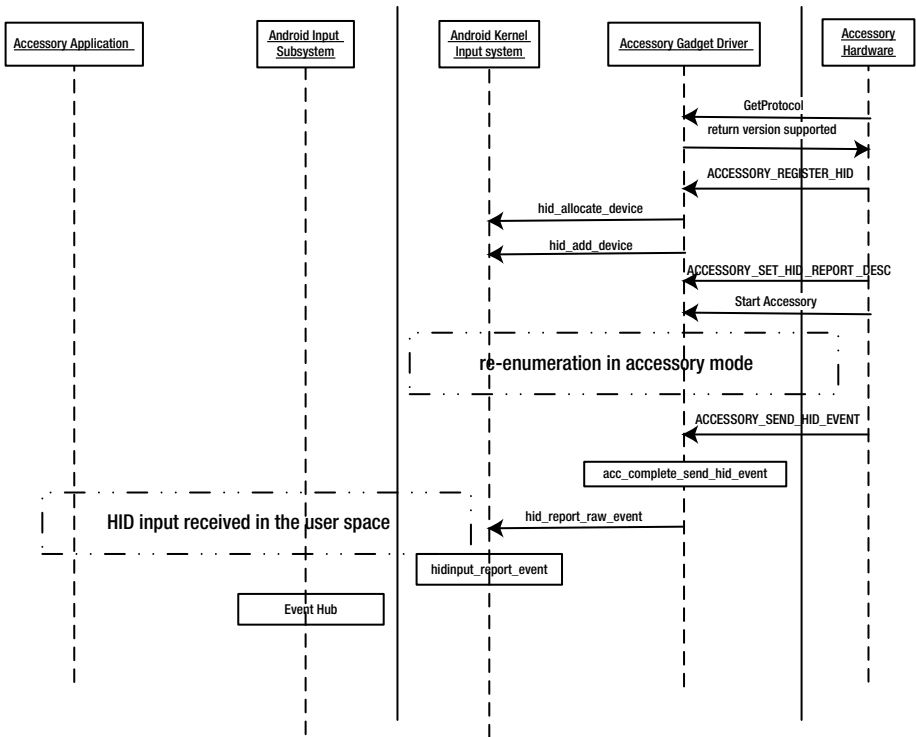 Accessory Application
Android Input
Subsystem
Android Kernel
Input system
Accessory Gadget Driver
Accessory
Hardware
GetProtocol
return version supported
ACCESSORY_REGISTER_HID
hid_allocate_device
hid_add_device
ACCESSORY_SET_HID_REPORT_DESC
Start Accessory
re-enumeration in accessory mode
ACCESSORY_SEND_HID_EVENT
acc_complete_send_hid_event
HID input received in the user space
hid_report_raw_event
hidinput_report_event
Event Hub